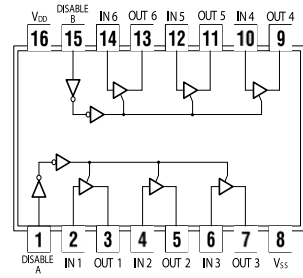 V_DD DISABLE B IN 6 OUT 6 IN 5 OUT 5 IN 4 OUT 4
16 15 14 13 12 11 10 9
1 2 3 4 5 6 7 8
DISABLE A IN 1 OUT 1 IN 2 OUT 2 IN 3 OUT 3 V_SS